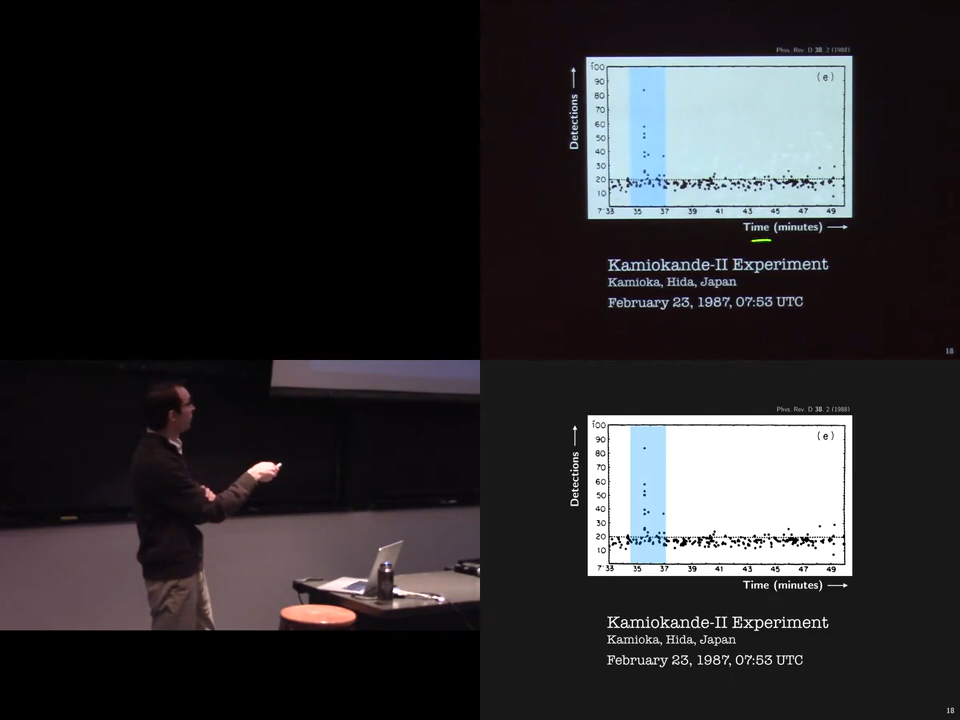 Phys. Rev. D 38, 2 (1988)
(e)
100
90
80
70
60
50
40
30
20
10
Detections
7:33 35 37 39 41 43 45 47 49
Time (minutes)
Kamiokande-II Experiment
Kamioka, Hida, Japan
February 23, 1987, 07:53 UTC
18
Phys. Rev. D 38, 2 (1988)
(e)
100
90
80
70
60
50
40
30
20
10
Detections
7:33 35 37 39 41 43 45 47 49
Time (minutes)
Kamiokande-II Experiment
Kamioka, Hida, Japan
February 23, 1987, 07:53 UTC
18